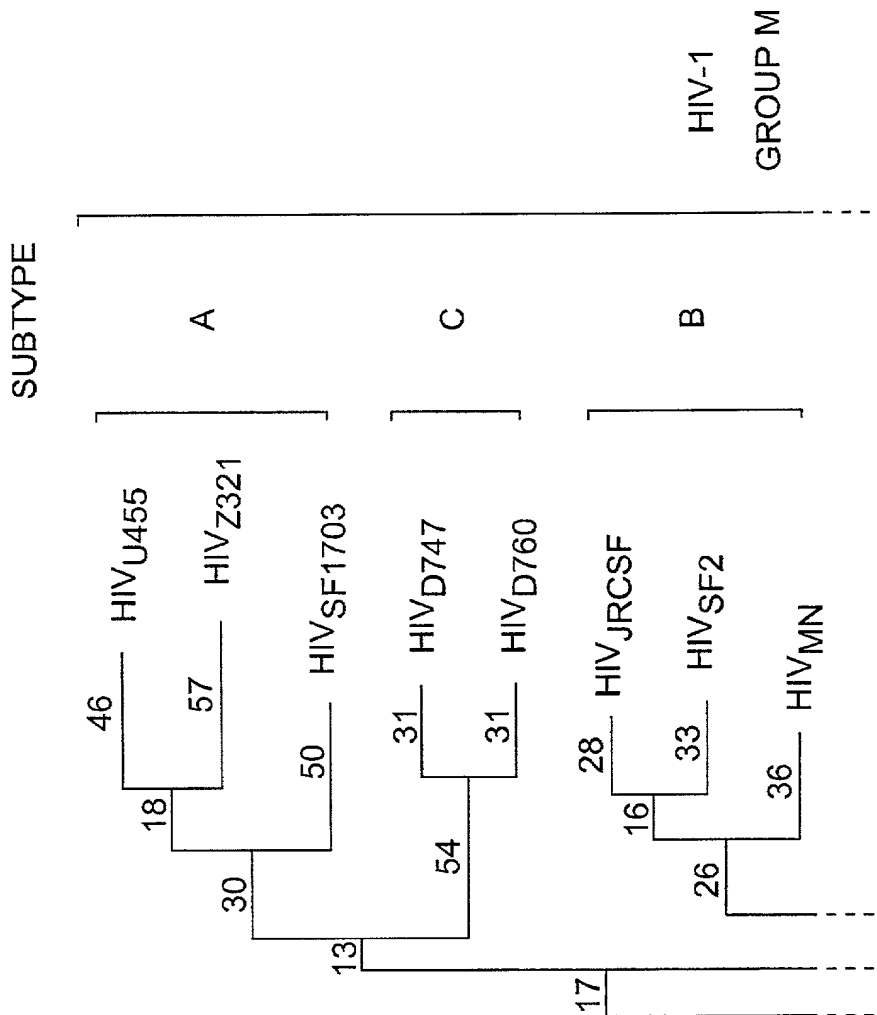 SUBTYPE
46
HIVU455
18
57
HIVZ321
A
30
50
HIVSF1703
13
31
HIVD747
54
C
31
HIVD760
17
28
HIVJRCSF
16
33
HIVSF2
B
26
36
HIVMN
HIV-1
GROUP M